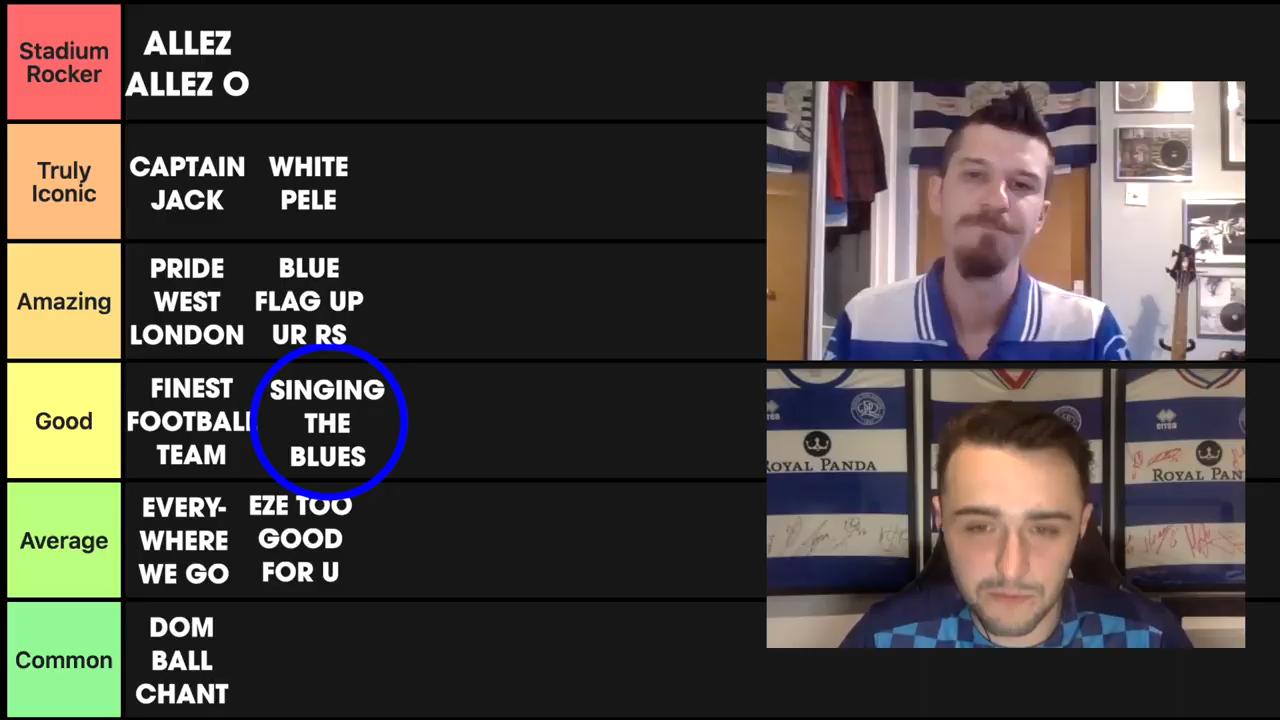 Stadium
Rocker
ALLEZ
ALLEZ O
Truly
Iconic
CAPTAIN
JACK
WHITE
PELE
Amazing
PRIDE
WEST
LONDON
BLUE
FLAG UP
UR RS
Good
FINEST
FOOTBALL
TEAM
SINGING
THE
BLUES
Average
EVERY-
WHERE
WE GO
EZE TOO
GOOD
FOR U
Common
DOM
BALL
CHANT
ROYAL PANDA
errea
ROYAL PAN